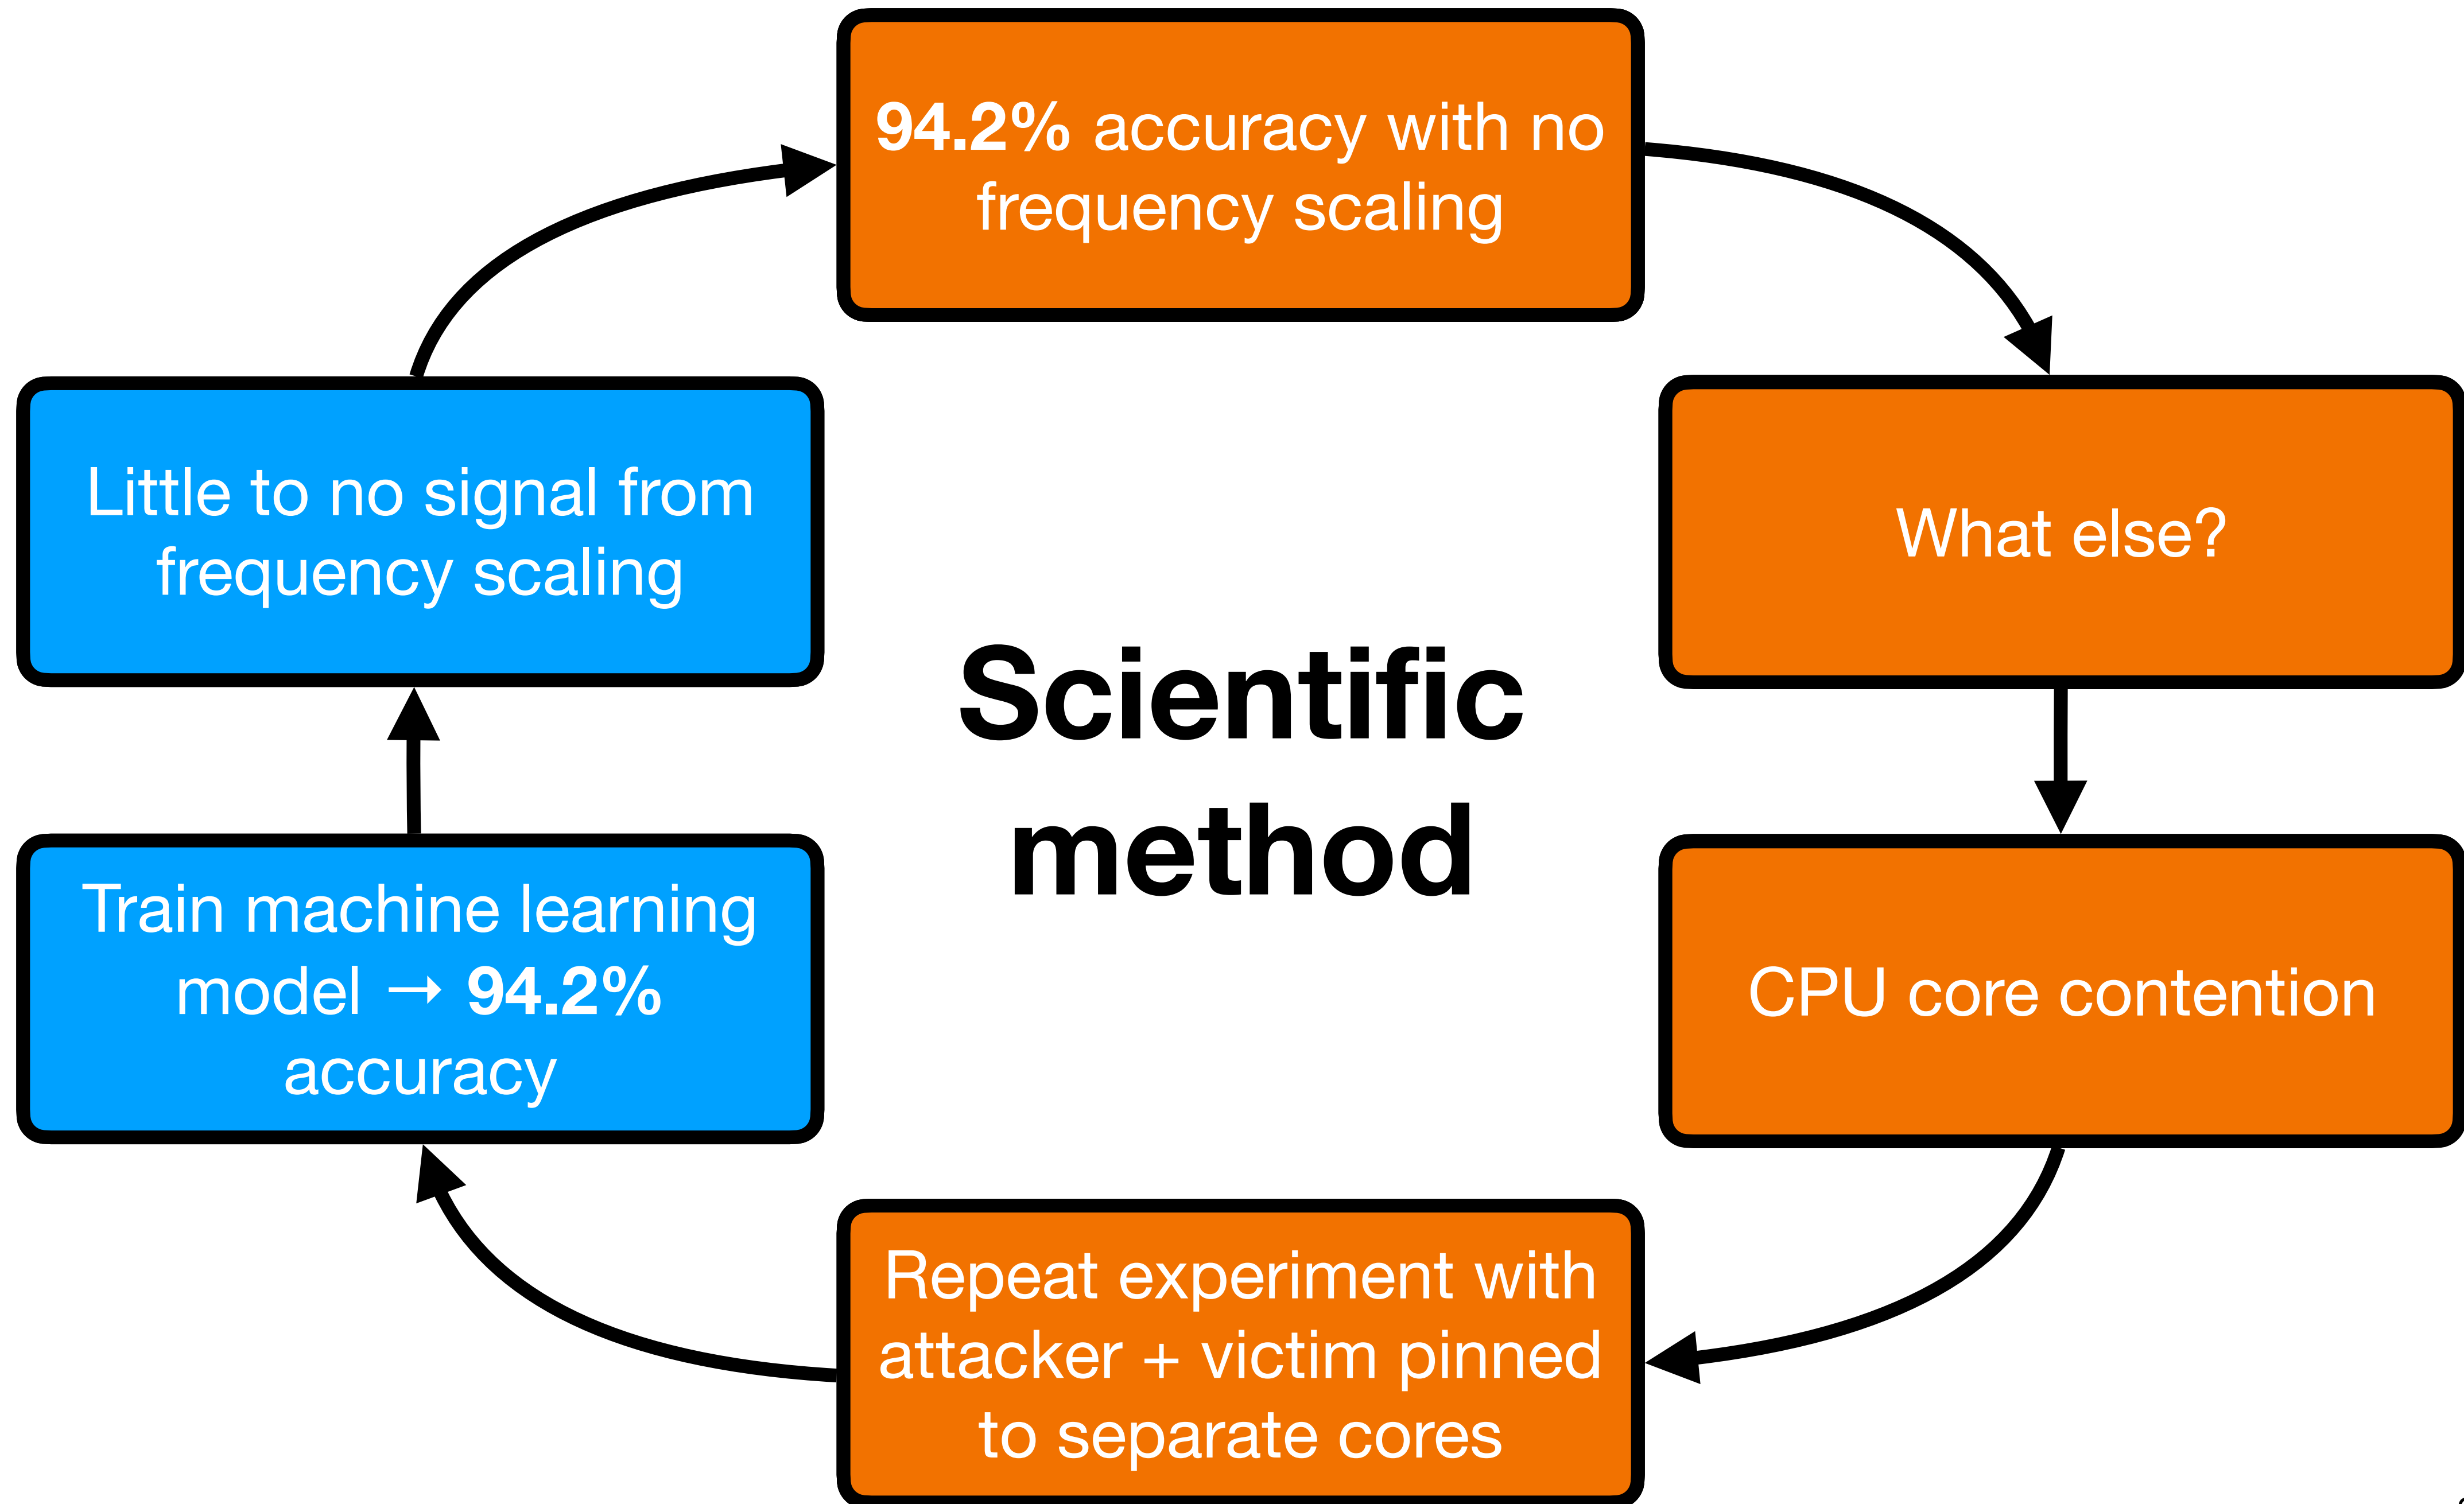 94.2% accuracy with no
frequency scaling
What else?
CPU core contention
Repeat experiment with
attacker + victim pinned
to separate cores
Train machine learning
model → 94.2%
accuracy
Little to no signal from
frequency scaling
Scientific
method